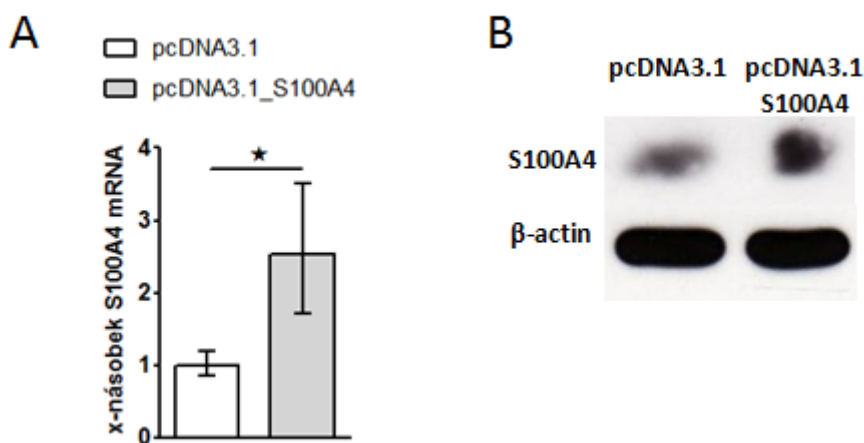 A
pcDNA3.1
pcDNA3.1_S100A4
★
x-násobek S100A4 mRNA
4
3
2
1
0
B
pcDNA3.1 pcDNA3.1
S100A4
S100A4
β-actin